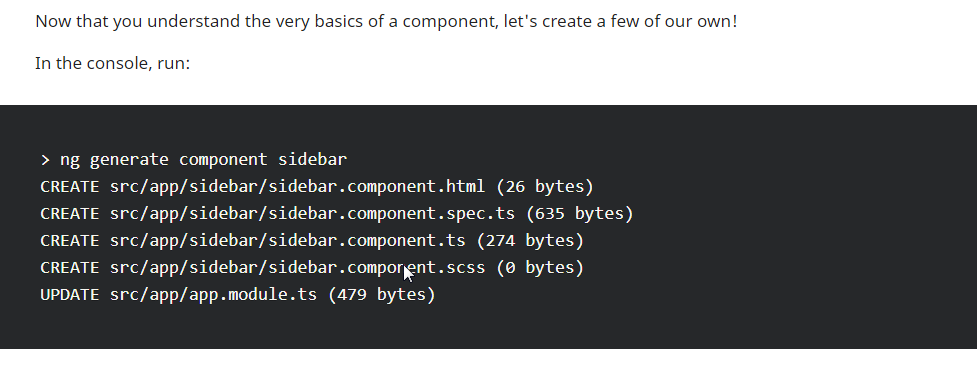 Now that you understand the very basics of a component, let's create a few of our own!
In the console, run:
> ng generate component sidebar
CREATE src/app/sidebar/sidebar.component.html (26 bytes)
CREATE src/app/sidebar/sidebar.component.spec.ts (635 bytes)
CREATE src/app/sidebar/sidebar.component.ts (274 bytes)
CREATE src/app/sidebar/sidebar.component.scss (0 bytes)
UPDATE src/app/app.module.ts (479 bytes)